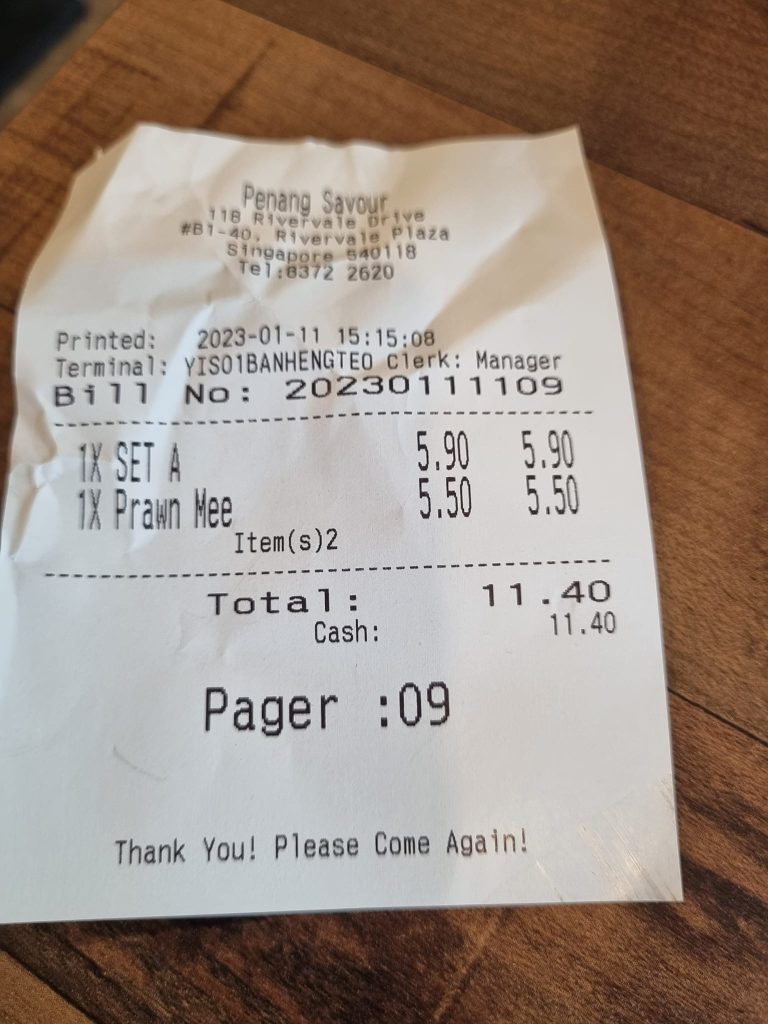 Penang Savour
118 Rivervale Drive
#B1-40, Rivervale Plaza
Singapore 540118
Tel:8372 2620
Printed: 2023-01-11 15:15:08
Terminal: YISO1BANHENGTEO Clerk: Manager
Bill No: 20230111109
1X SET A 5.90 5.90
1X Prawn Mee 5.50 5.50
Item(s)2
Total: 11.40
Cash: 11.40
Pager :09
Thank You! Please Come Again!